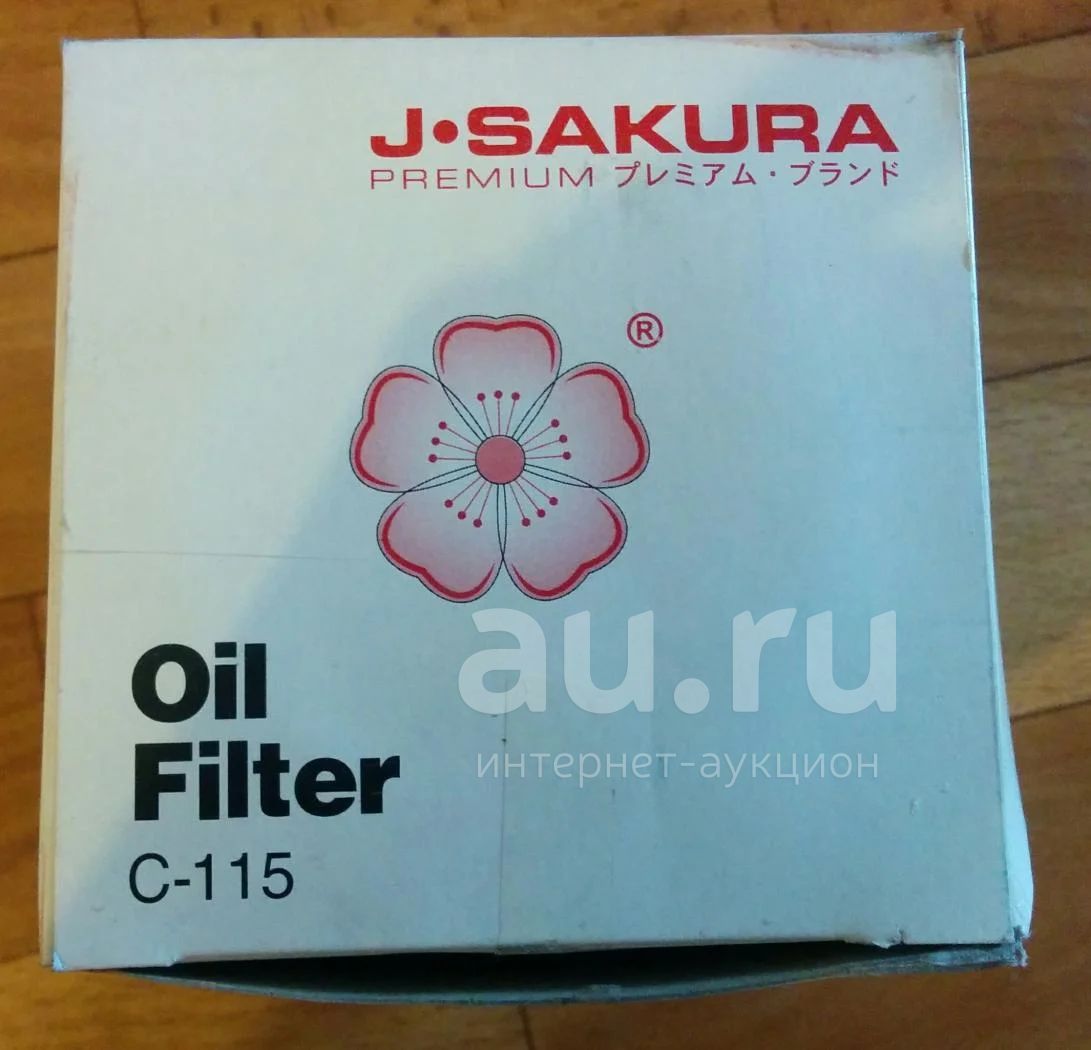 J•SAKURA
PREMIUM プレミアム・ブランド
®
au.ru
интернет-аукцион
Oil
Filter
C-115